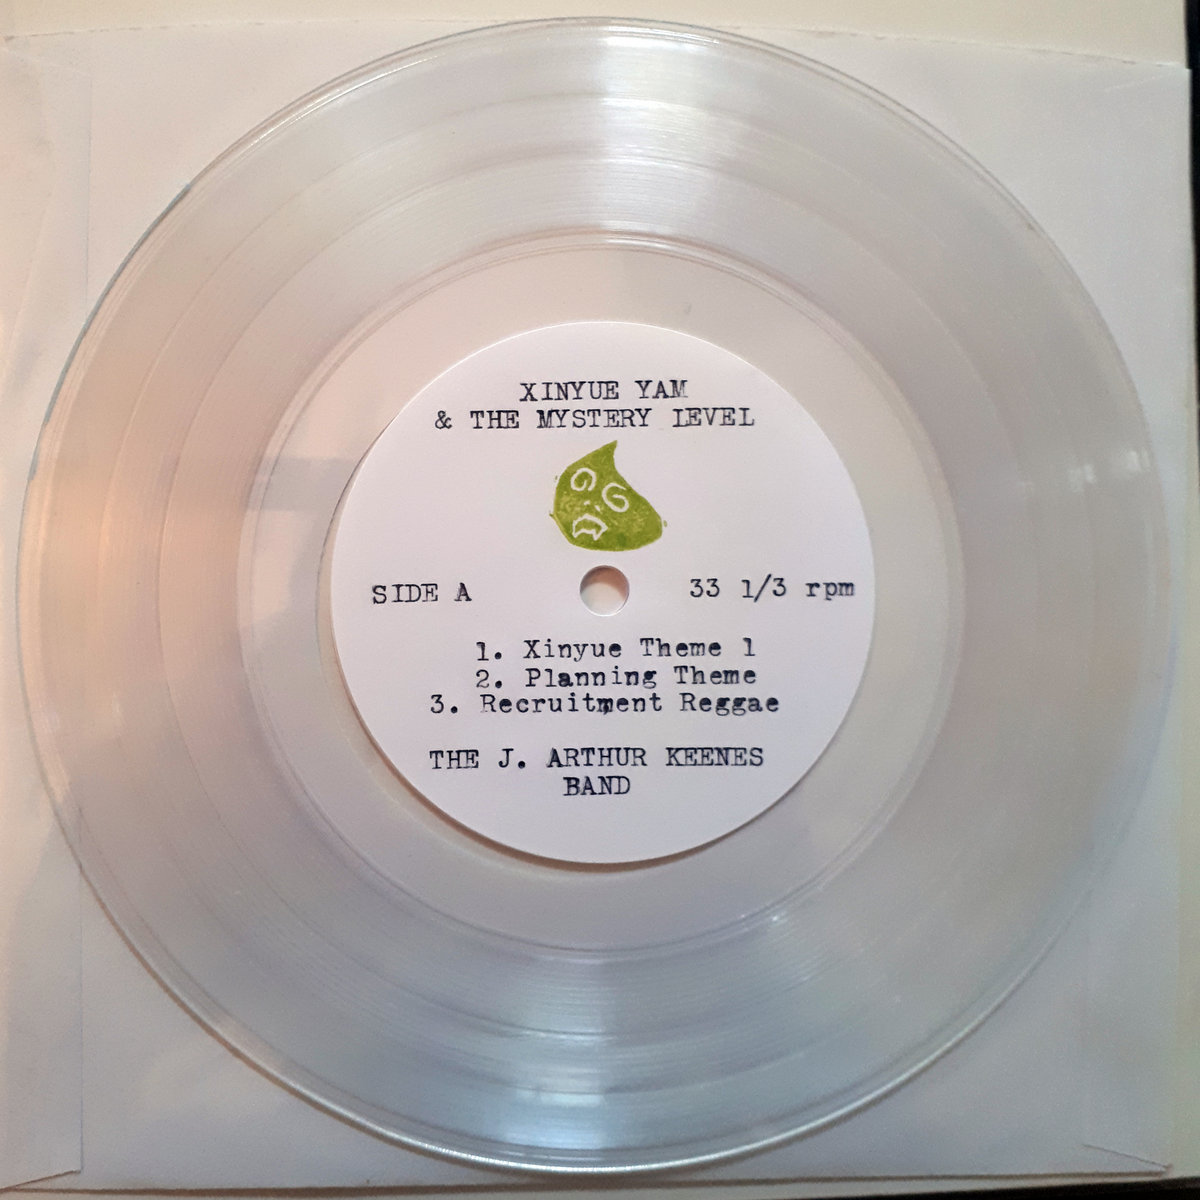 XINYUE YAM
& THE MYSTERY LEVEL
SIDE A
33 1/3 rpm
1. Xinyue Theme 1
2. Planning Theme
3. Recruitment Reggae
THE J. ARTHUR KEENES
BAND